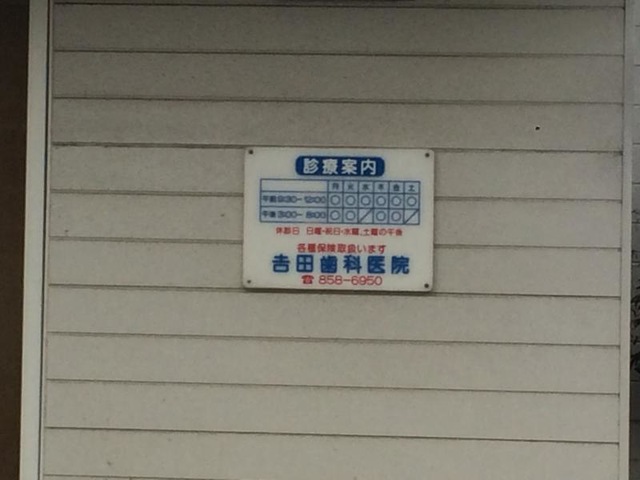 診療案内
月 火 水 木 金 土
午前 9:30-12:00 ○ ○ ○ ○ ○ ○
午後 3:00-8:00 ○ ○ ／ ○ ○ ／
休診日 日曜・祝日・水曜、土曜の午後
各種保険取扱います
吉田歯科医院
☎ 858-6950